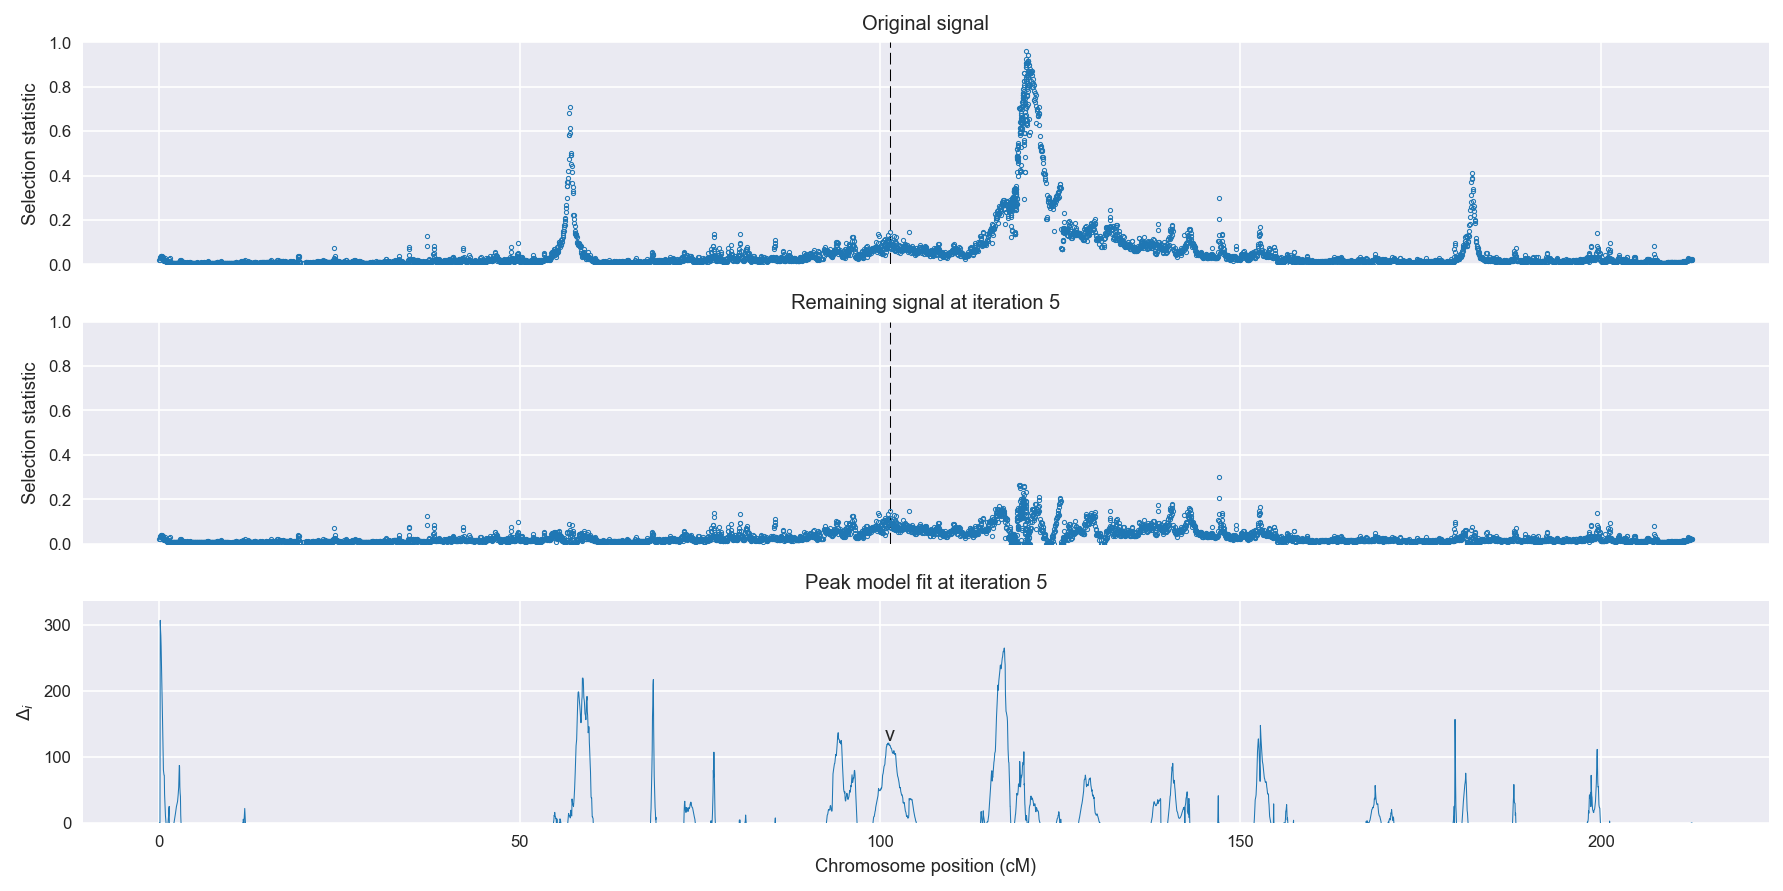 Original signal
1.0
0.8
0.6
0.4
0.2
0.0
Selection statistic
Remaining signal at iteration 5
1.0
0.8
0.6
0.4
0.2
0.0
Selection statistic
Peak model fit at iteration 5
300
200
100
0
Δi
v
0 50 100 150 200
Chromosome position (cM)